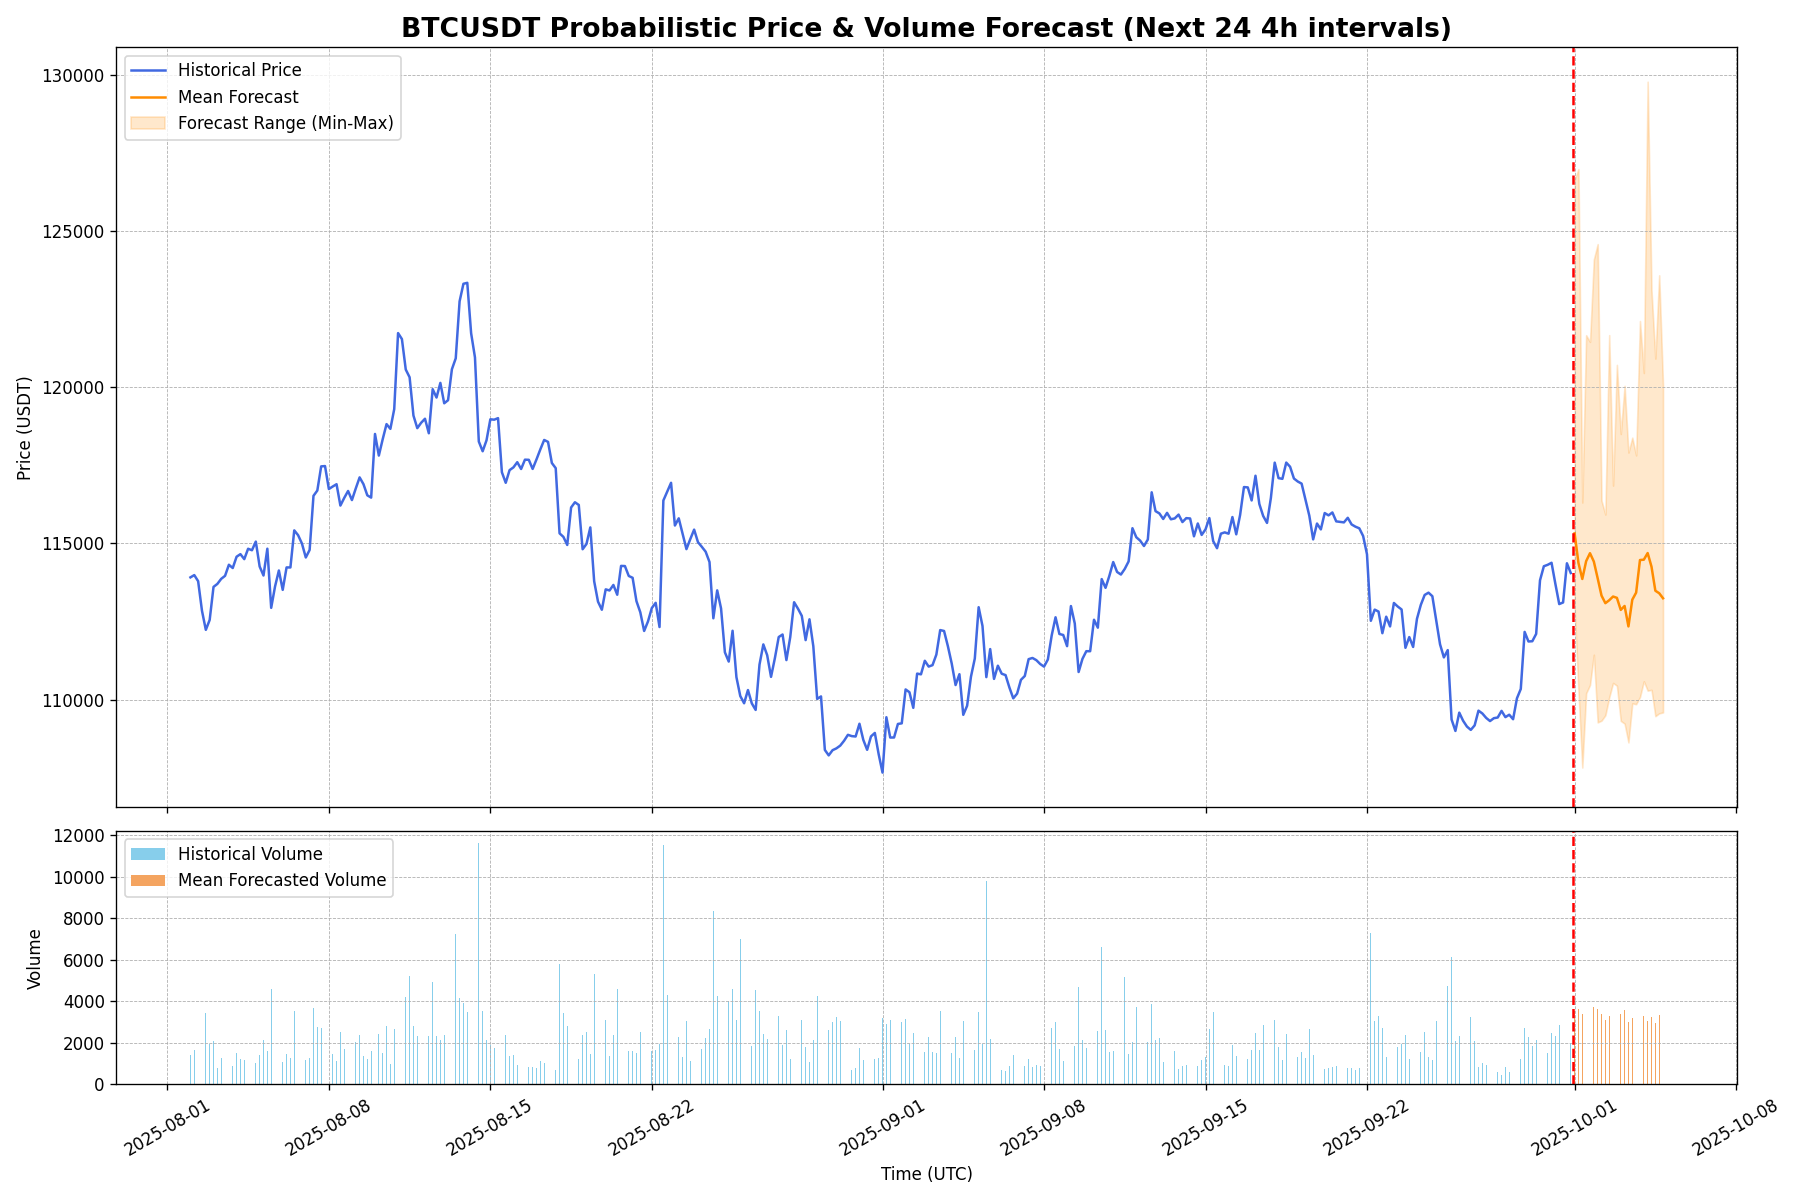 BTCUSDT Probabilistic Price & Volume Forecast (Next 24 4h intervals)
Historical Price
Mean Forecast
Forecast Range (Min-Max)
130000
125000
120000
115000
110000
Price (USDT)
Historical Volume
Mean Forecasted Volume
12000
10000
8000
6000
4000
2000
0
Volume
2025-08-01
2025-08-08
2025-08-15
2025-08-22
2025-09-01
2025-09-08
2025-09-15
2025-09-22
2025-10-01
2025-10-08
Time (UTC)